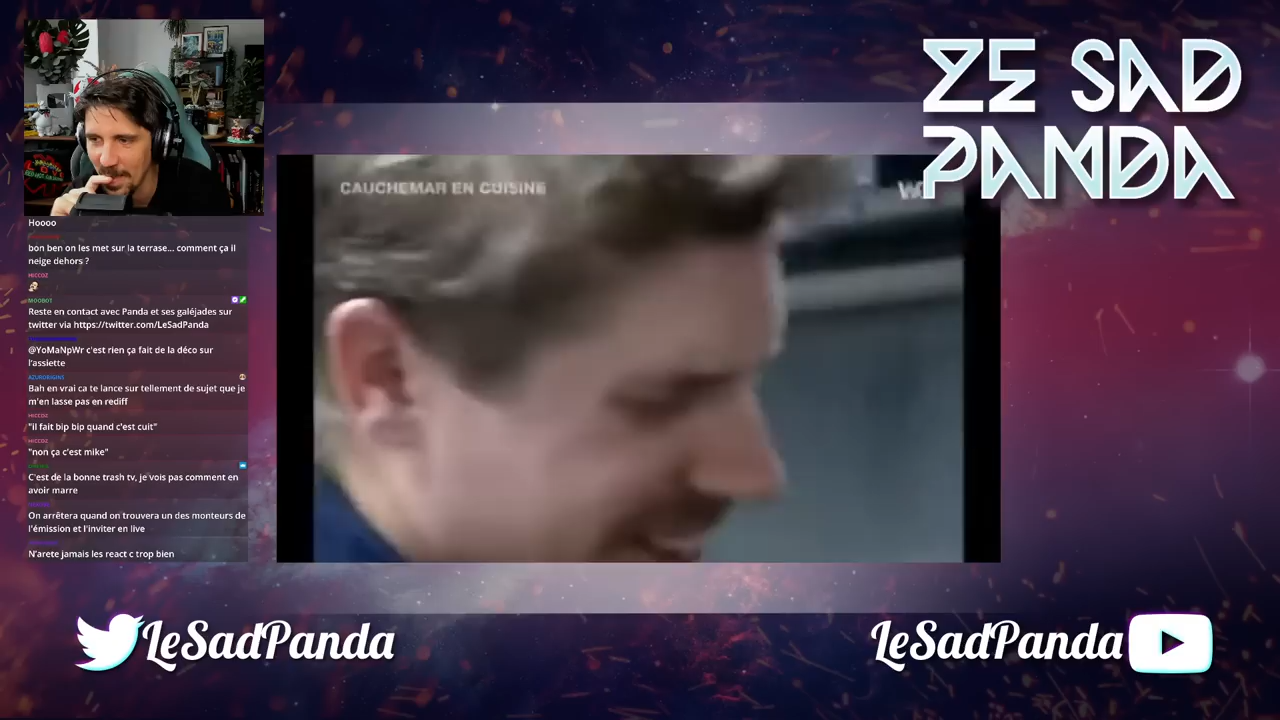 ZE SAD
PANDA
CAUCHEMAR EN CUISINE
W
Hoooo
bon ben on les met sur la terrase... comment ça il
neige dehors ?
HICCOZ
MOOBOT
Reste en contact avec Panda et ses galéjades sur
twitter via https://twitter.com/LeSadPanda
@YoMaNpWr c'est rien ça fait de la déco sur
l'assiette
AZURORIGINS
Bah en vrai ca te lance sur tellement de sujet que je
m'en lasse pas en rediff
HICCOZ
"il fait bip bip quand c'est cuit"
HICCOZ
"non ça c'est mike"
C'est de la bonne trash tv, je vois pas comment en
avoir marre
On arrêtera quand on trouvera un des monteurs de
l'émission et l'inviter en live
N'arete jamais les react c trop bien
LeSadPanda
LeSadPanda